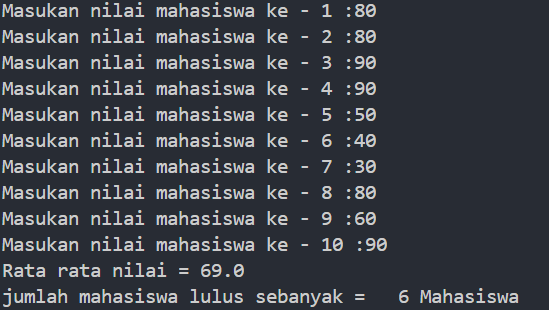 Masukan nilai mahasiswa ke - 1 :80
Masukan nilai mahasiswa ke - 2 :80
Masukan nilai mahasiswa ke - 3 :90
Masukan nilai mahasiswa ke - 4 :90
Masukan nilai mahasiswa ke - 5 :50
Masukan nilai mahasiswa ke - 6 :40
Masukan nilai mahasiswa ke - 7 :30
Masukan nilai mahasiswa ke - 8 :80
Masukan nilai mahasiswa ke - 9 :60
Masukan nilai mahasiswa ke - 10 :90
Rata rata nilai = 69.0
jumlah mahasiswa lulus sebanyak =   6 Mahasiswa